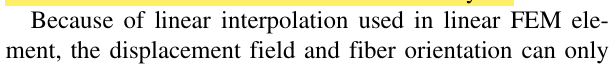 Because of linear interpolation used in linear FEM ele-
ment, the displacement field and fiber orientation can only